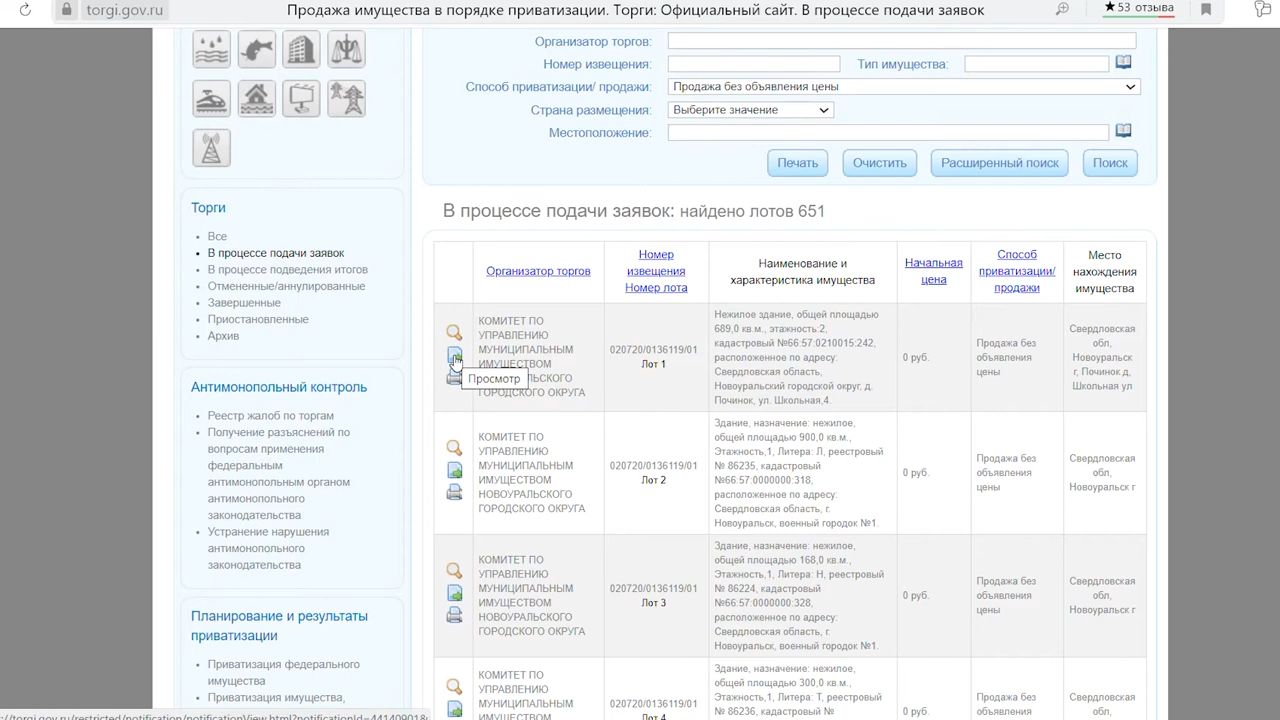 torgi.gov.ru
Продажа имущества в порядке приватизации. Торги: Официальный сайт. В процессе подачи заявок
★ 53 отзыва
Организатор торгов:
Номер извещения:
Тип имущества:
Способ приватизации/ продажи:
Продажа без объявления цены
Страна размещения:
Выберите значение
Местоположение:
Печать
Очистить
Расширенный поиск
Поиск
Торги
Все
В процессе подачи заявок
В процессе подведения итогов
Отмененные/аннулированные
Завершенные
Приостановленные
Архив
Антимонопольный контроль
Реестр жалоб по торгам
Получение разъяснений по
вопросам применения
федеральным
антимонопольным органом
антимонопольного
законодательства
Устранение нарушения
антимонопольного
законодательства
Планирование и результаты
приватизации
Приватизация федерального
имущества
Приватизация имущества,
В процессе подачи заявок: найдено лотов 651
Организатор торгов
Номер
извещения
Номер лота
Наименование и
характеристика имущества
Начальная
цена
Способ
приватизации/
продажи
Место
нахождения
имущества
КОМИТЕТ ПО
УПРАВЛЕНИЮ
МУНИЦИПАЛЬНЫМ
ИМУЩЕСТВОМ
ЛЬСКОГО
ГОРОДСКОГО ОКРУГА
Просмотр
020720/0136119/01
Лот 1
Нежилое здание, общей площадью
689,0 кв.м., этажность:2,
кадастровый №66:57:0210015:242,
расположенное по адресу:
Свердловская область,
Новоуральский городской округ, д.
Починок, ул. Школьная,4.
0 руб.
Продажа без
объявления
цены
Свердловская
обл,
Новоуральск
г, Починок д,
Школьная ул
КОМИТЕТ ПО
УПРАВЛЕНИЮ
МУНИЦИПАЛЬНЫМ
ИМУЩЕСТВОМ
НОВОУРАЛЬСКОГО
ГОРОДСКОГО ОКРУГА
020720/0136119/01
Лот 2
Здание, назначение: нежилое,
общей площадью 900,0 кв.м.,
Этажность,1, Литера: Л, реестровый
№ 86235, кадастровый
№66:57:0000000:318,
расположенное по адресу:
Свердловская область, г.
Новоуральск, военный городок №1.
0 руб.
Продажа без
объявления
цены
Свердловская
обл,
Новоуральск г
КОМИТЕТ ПО
УПРАВЛЕНИЮ
МУНИЦИПАЛЬНЫМ
ИМУЩЕСТВОМ
НОВОУРАЛЬСКОГО
ГОРОДСКОГО ОКРУГА
020720/0136119/01
Лот 3
Здание, назначение: нежилое,
общей площадью 168,0 кв.м.,
Этажность,1, Литера: Н, реестровый
№ 86224, кадастровый
№66:57:0000000:328,
расположенное по адресу:
Свердловская область, г.
Новоуральск, военный городок №1.
0 руб.
Продажа без
объявления
цены
Свердловская
обл,
Новоуральск г
КОМИТЕТ ПО
УПРАВЛЕНИЮ
МУНИЦИПАЛЬНЫМ
ИМУЩЕСТВОМ
020720/0136119/01
Лот 4
Здание, назначение: нежилое,
общей площадью 300,0 кв.м.,
Этажность,1, Литера: Т, реестровый
№ 86236, кадастровый №
0 руб.
Продажа без
объявления
Свердловская
обл,
://torgi.gov.ru/restricted/notification/notificationView.html?notificationId=44140901&